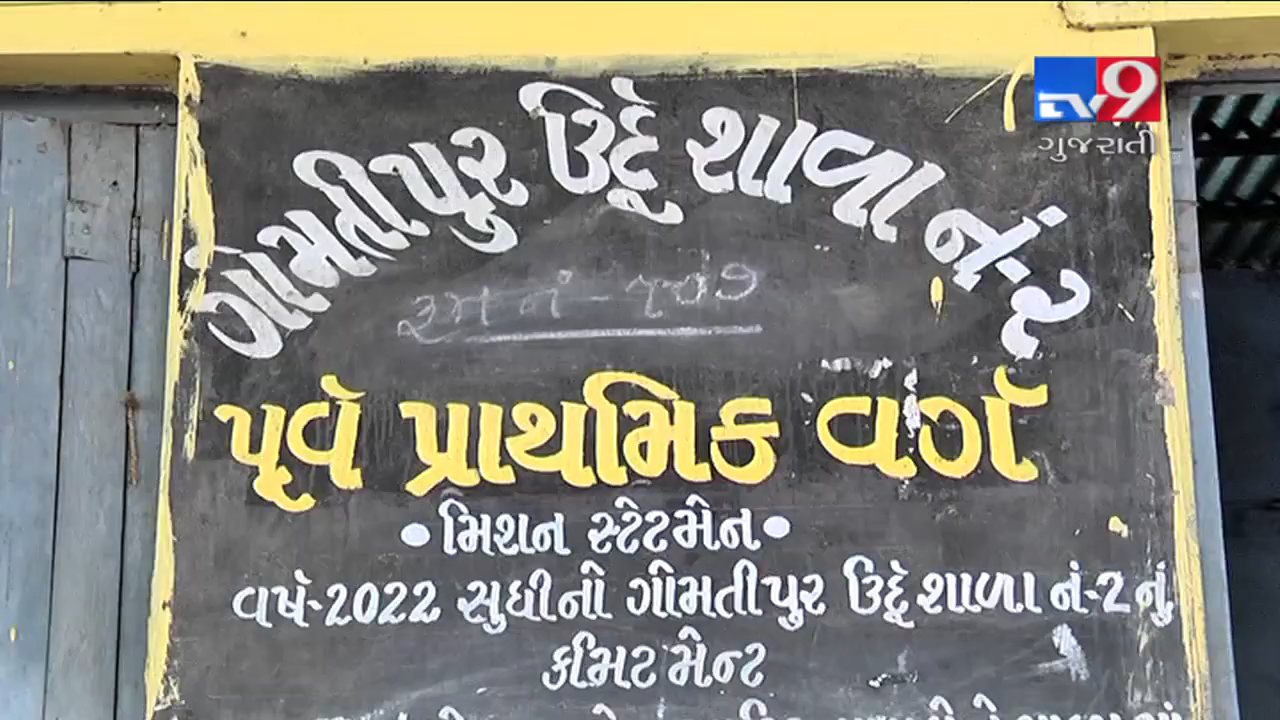 TV9
ગુજરાતી
ગોમતીપુર ઉર્દૂ શાળા નં-૨
રૂમ નં - ૧૦૭
પૂર્વ પ્રાથમિક વર્ગ
•મિશન સ્ટેટમેન•
વર્ષ-2022 સુધીનો ગોમતીપુર ઉર્દૂ શાળા નં-2 નું
કમિટમેન્ટ